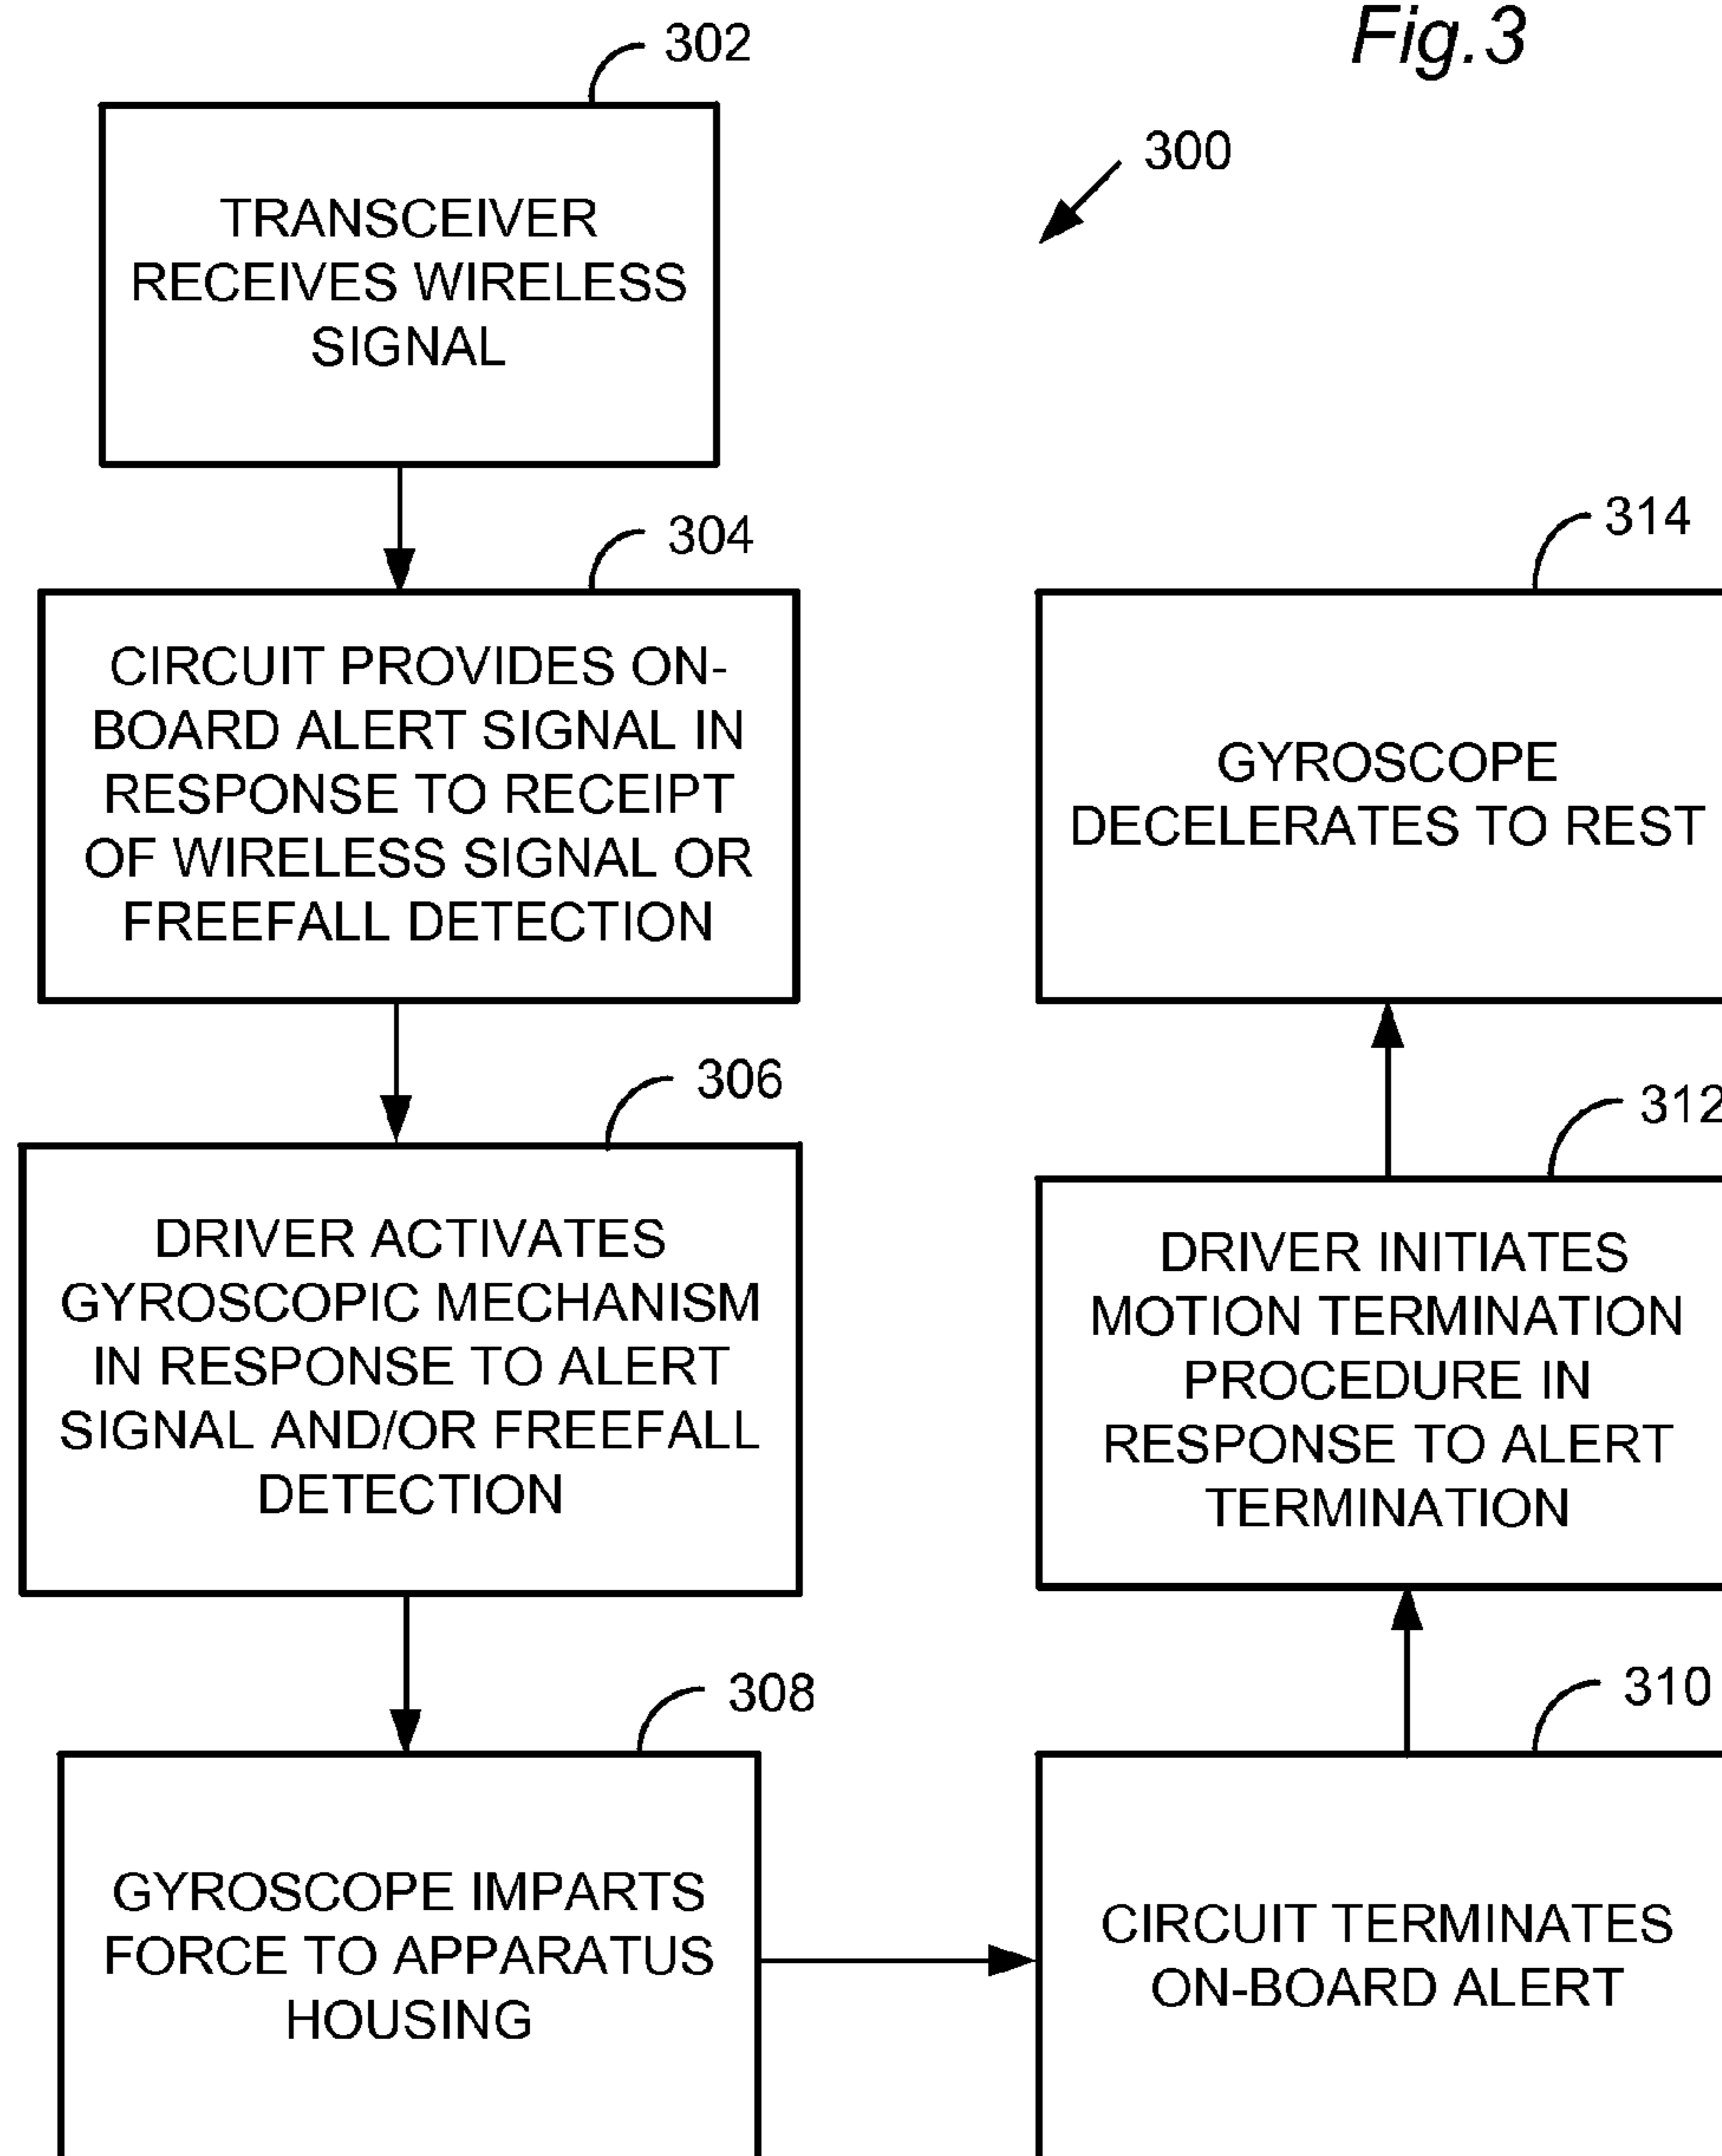 Fig.3
300
302
TRANSCEIVER
RECEIVES WIRELESS
SIGNAL
304
CIRCUIT PROVIDES ON-
BOARD ALERT SIGNAL IN
RESPONSE TO RECEIPT
OF WIRELESS SIGNAL OR
FREEFALL DETECTION
306
DRIVER ACTIVATES
GYROSCOPIC MECHANISM
IN RESPONSE TO ALERT
SIGNAL AND/OR FREEFALL
DETECTION
308
GYROSCOPE IMPARTS
FORCE TO APPARATUS
HOUSING
310
CIRCUIT TERMINATES
ON-BOARD ALERT
312
DRIVER INITIATES
MOTION TERMINATION
PROCEDURE IN
RESPONSE TO ALERT
TERMINATION
314
GYROSCOPE
DECELERATES TO REST